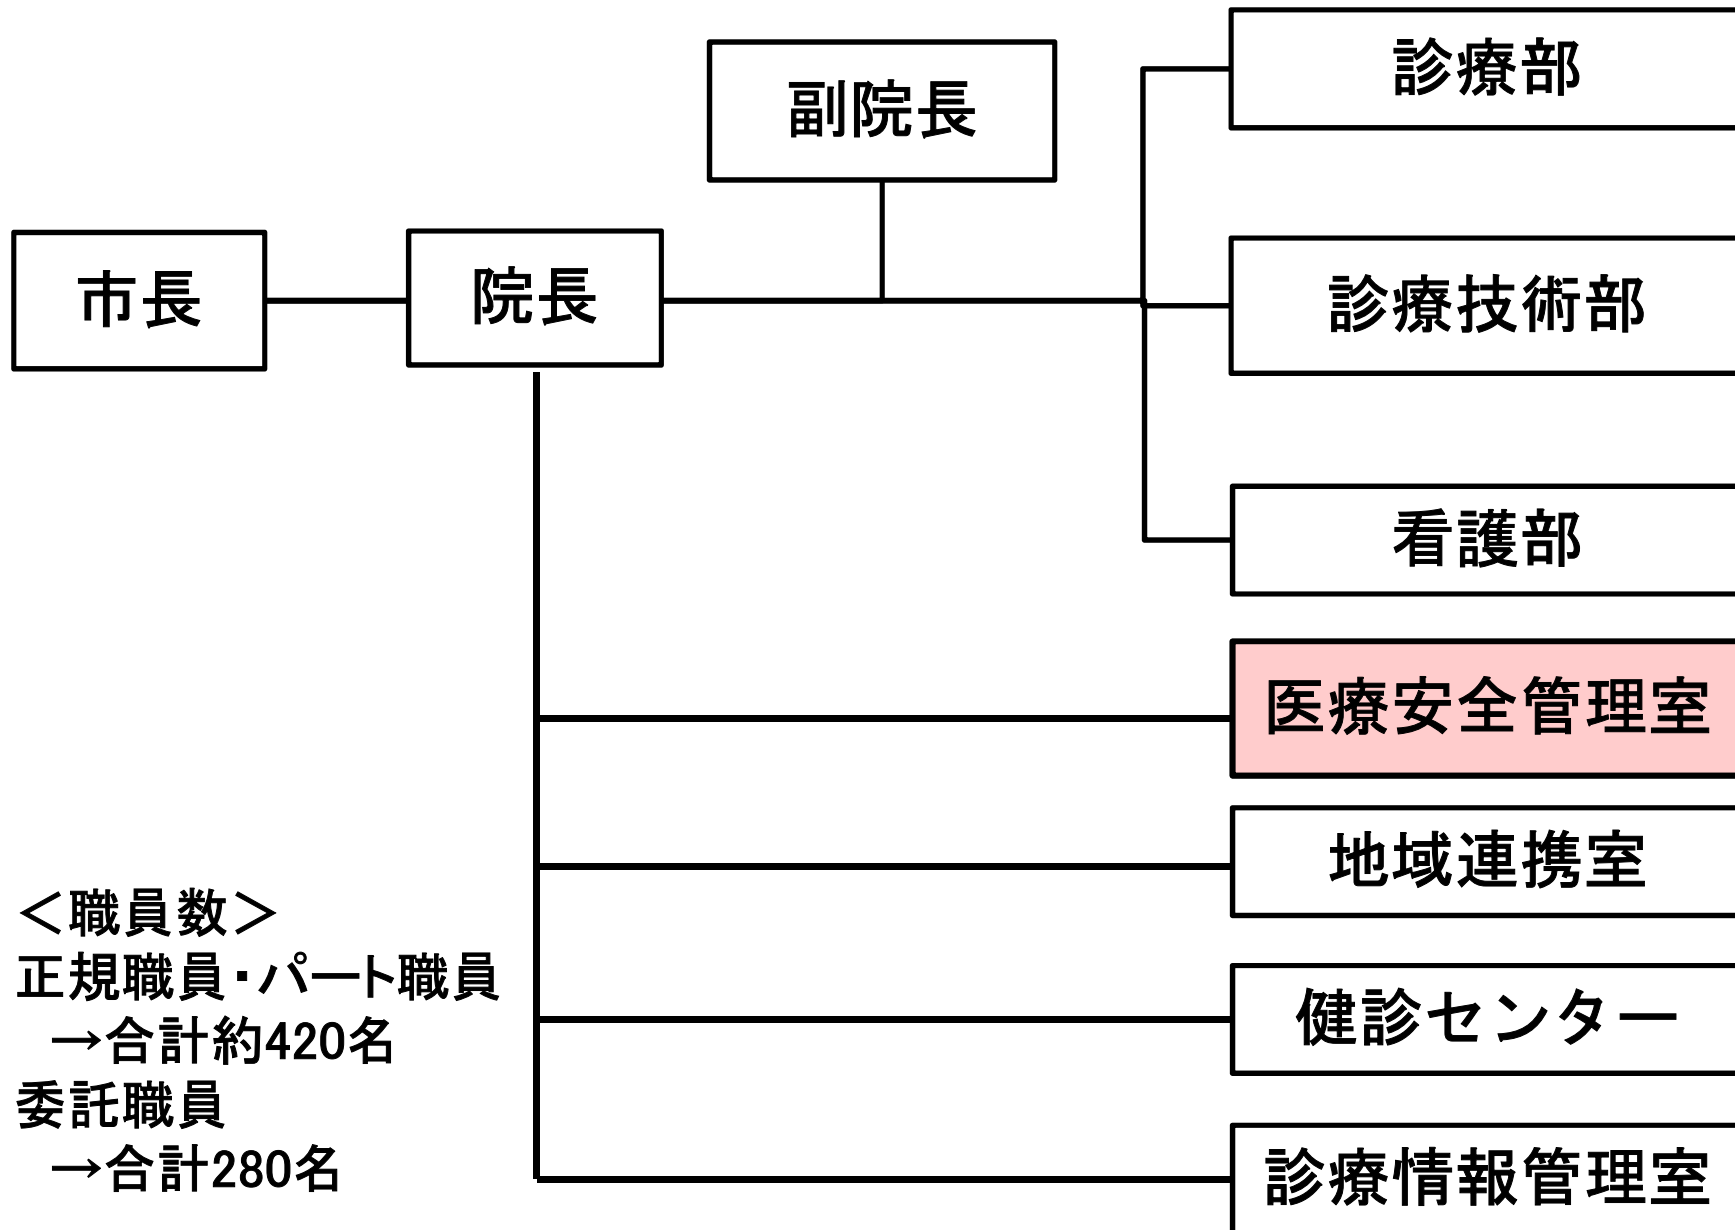 診療部
副院長
市長
院長
診療技術部
看護部
医療安全管理室
地域連携室
健診センター
診療情報管理室
＜職員数＞
正規職員・パート職員
→合計約420名
委託職員
→合計280名